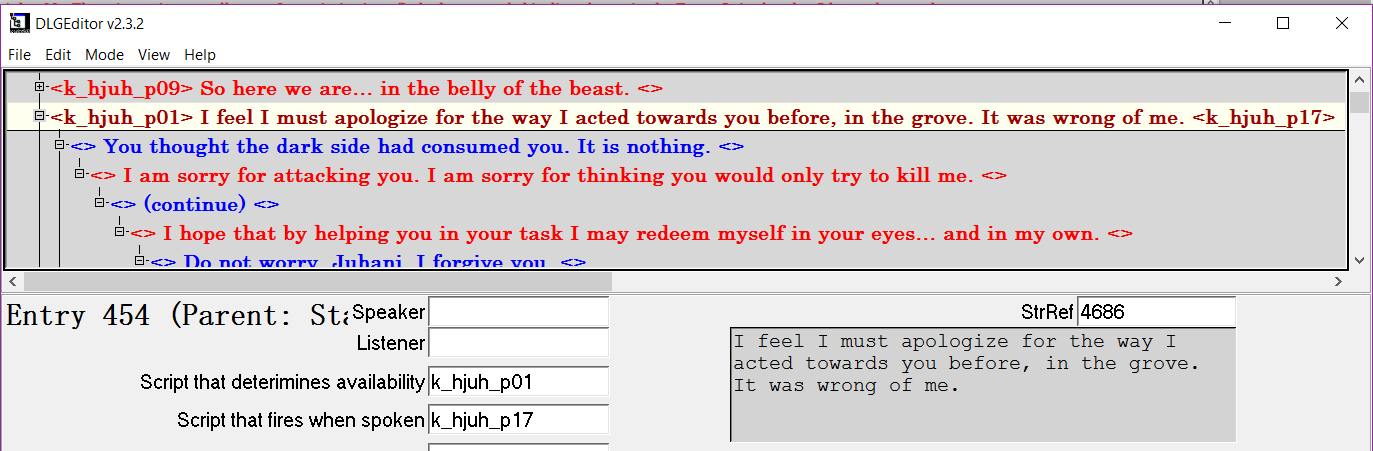 DLGEditor v2.3.2
File Edit Mode View Help
<k_hjuh_p09> So here we are... in the belly of the beast. <>
<k_hjuh_p01> I feel I must apologize for the way I acted towards you before, in the grove. It was wrong of me. <k_hjuh_p17>
<> You thought the dark side had consumed you. It is nothing. <>
<> I am sorry for attacking you. I am sorry for thinking you would only try to kill me. <>
<> (continue) <>
<> I hope that by helping you in your task I may redeem myself in your eyes... and in my own. <>
<> Do not worry, Juhani. I forgive you. <>
Entry 454 (Parent: Sta
Speaker
StrRef 4686
Listener
I feel I must apologize for the way I
acted towards you before, in the grove.
It was wrong of me.
Script that deterimines availability k_hjuh_p01
Script that fires when spoken k_hjuh_p17